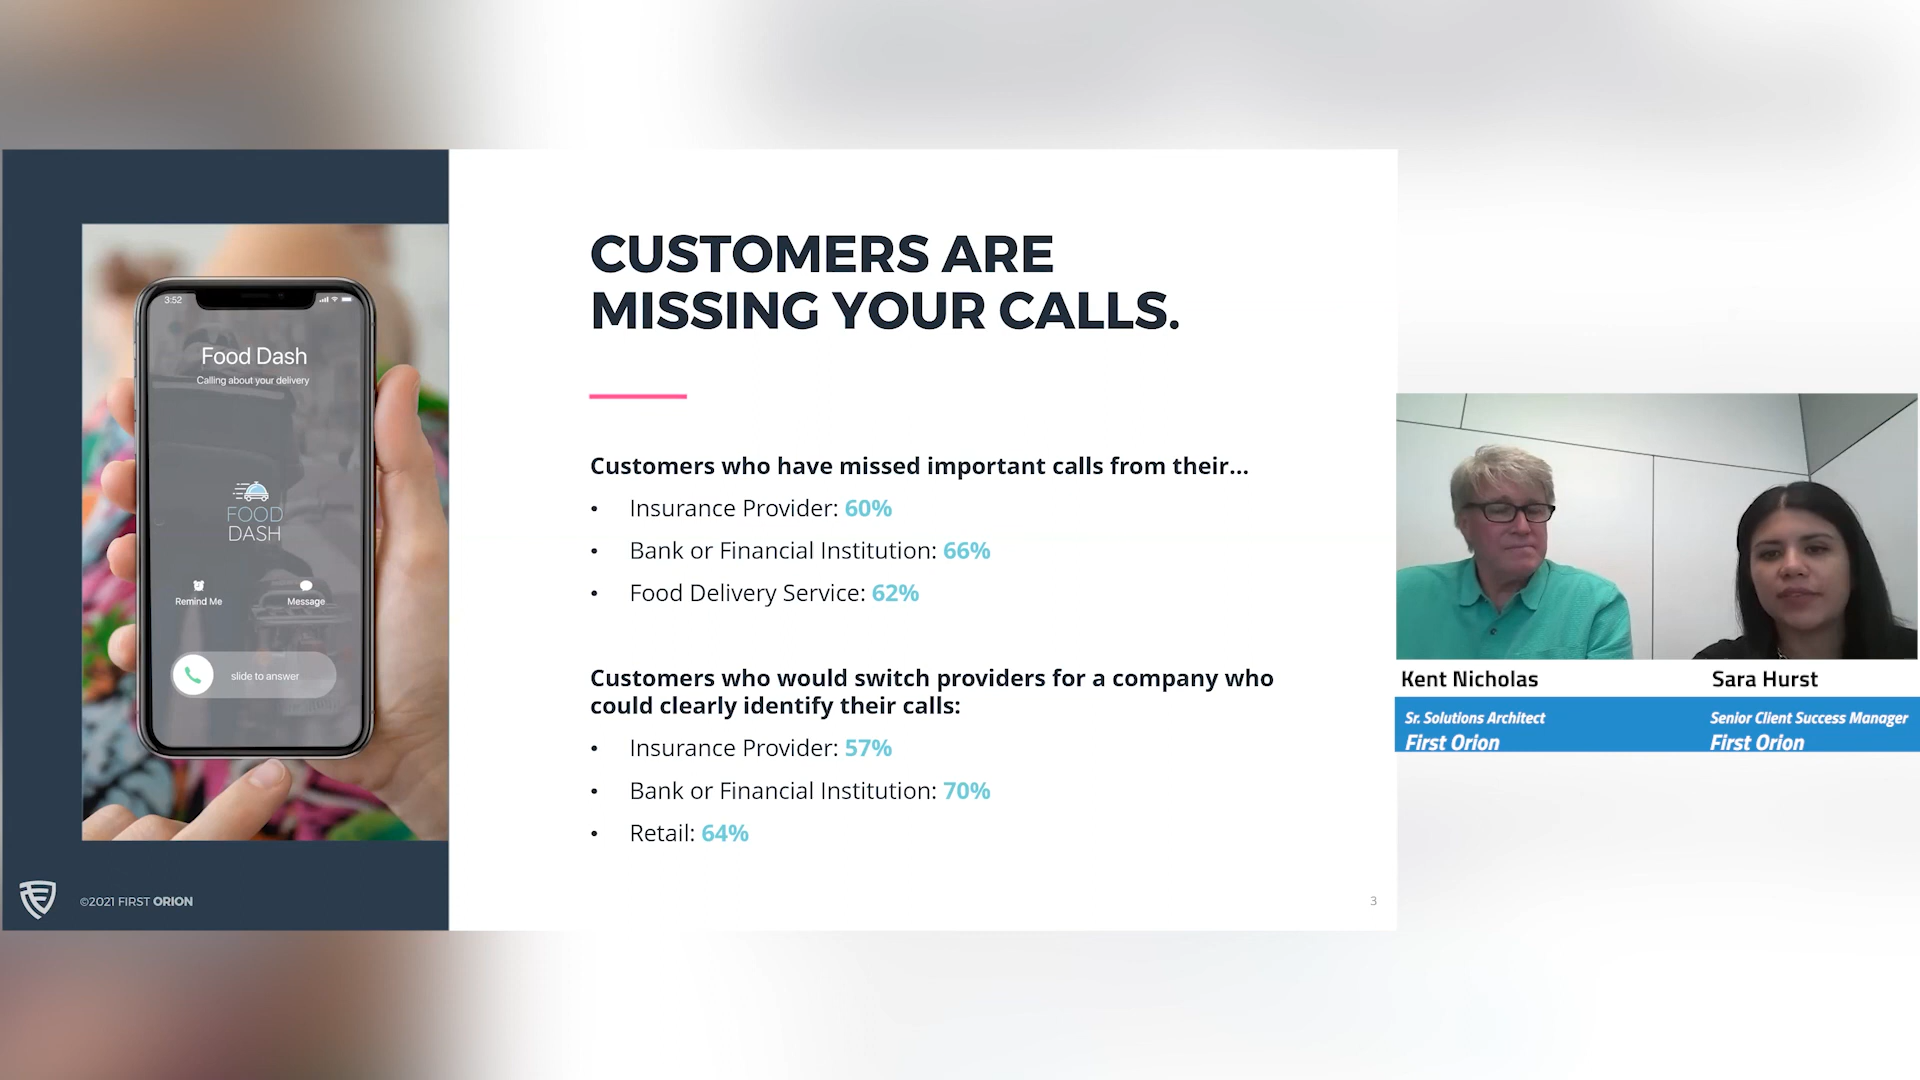 3:52
Food Dash
Calling about your delivery
FOOD
DASH
Remind Me
Message
slide to answer
©2021 FIRST ORION
CUSTOMERS ARE
MISSING YOUR CALLS.
Customers who have missed important calls from their...
• Insurance Provider: 60%
• Bank or Financial Institution: 66%
• Food Delivery Service: 62%
Customers who would switch providers for a company who
could clearly identify their calls:
• Insurance Provider: 57%
• Bank or Financial Institution: 70%
• Retail: 64%
3
Kent Nicholas
Sr. Solutions Architect
First Orion
Sara Hurst
Senior Client Success Manager
First Orion